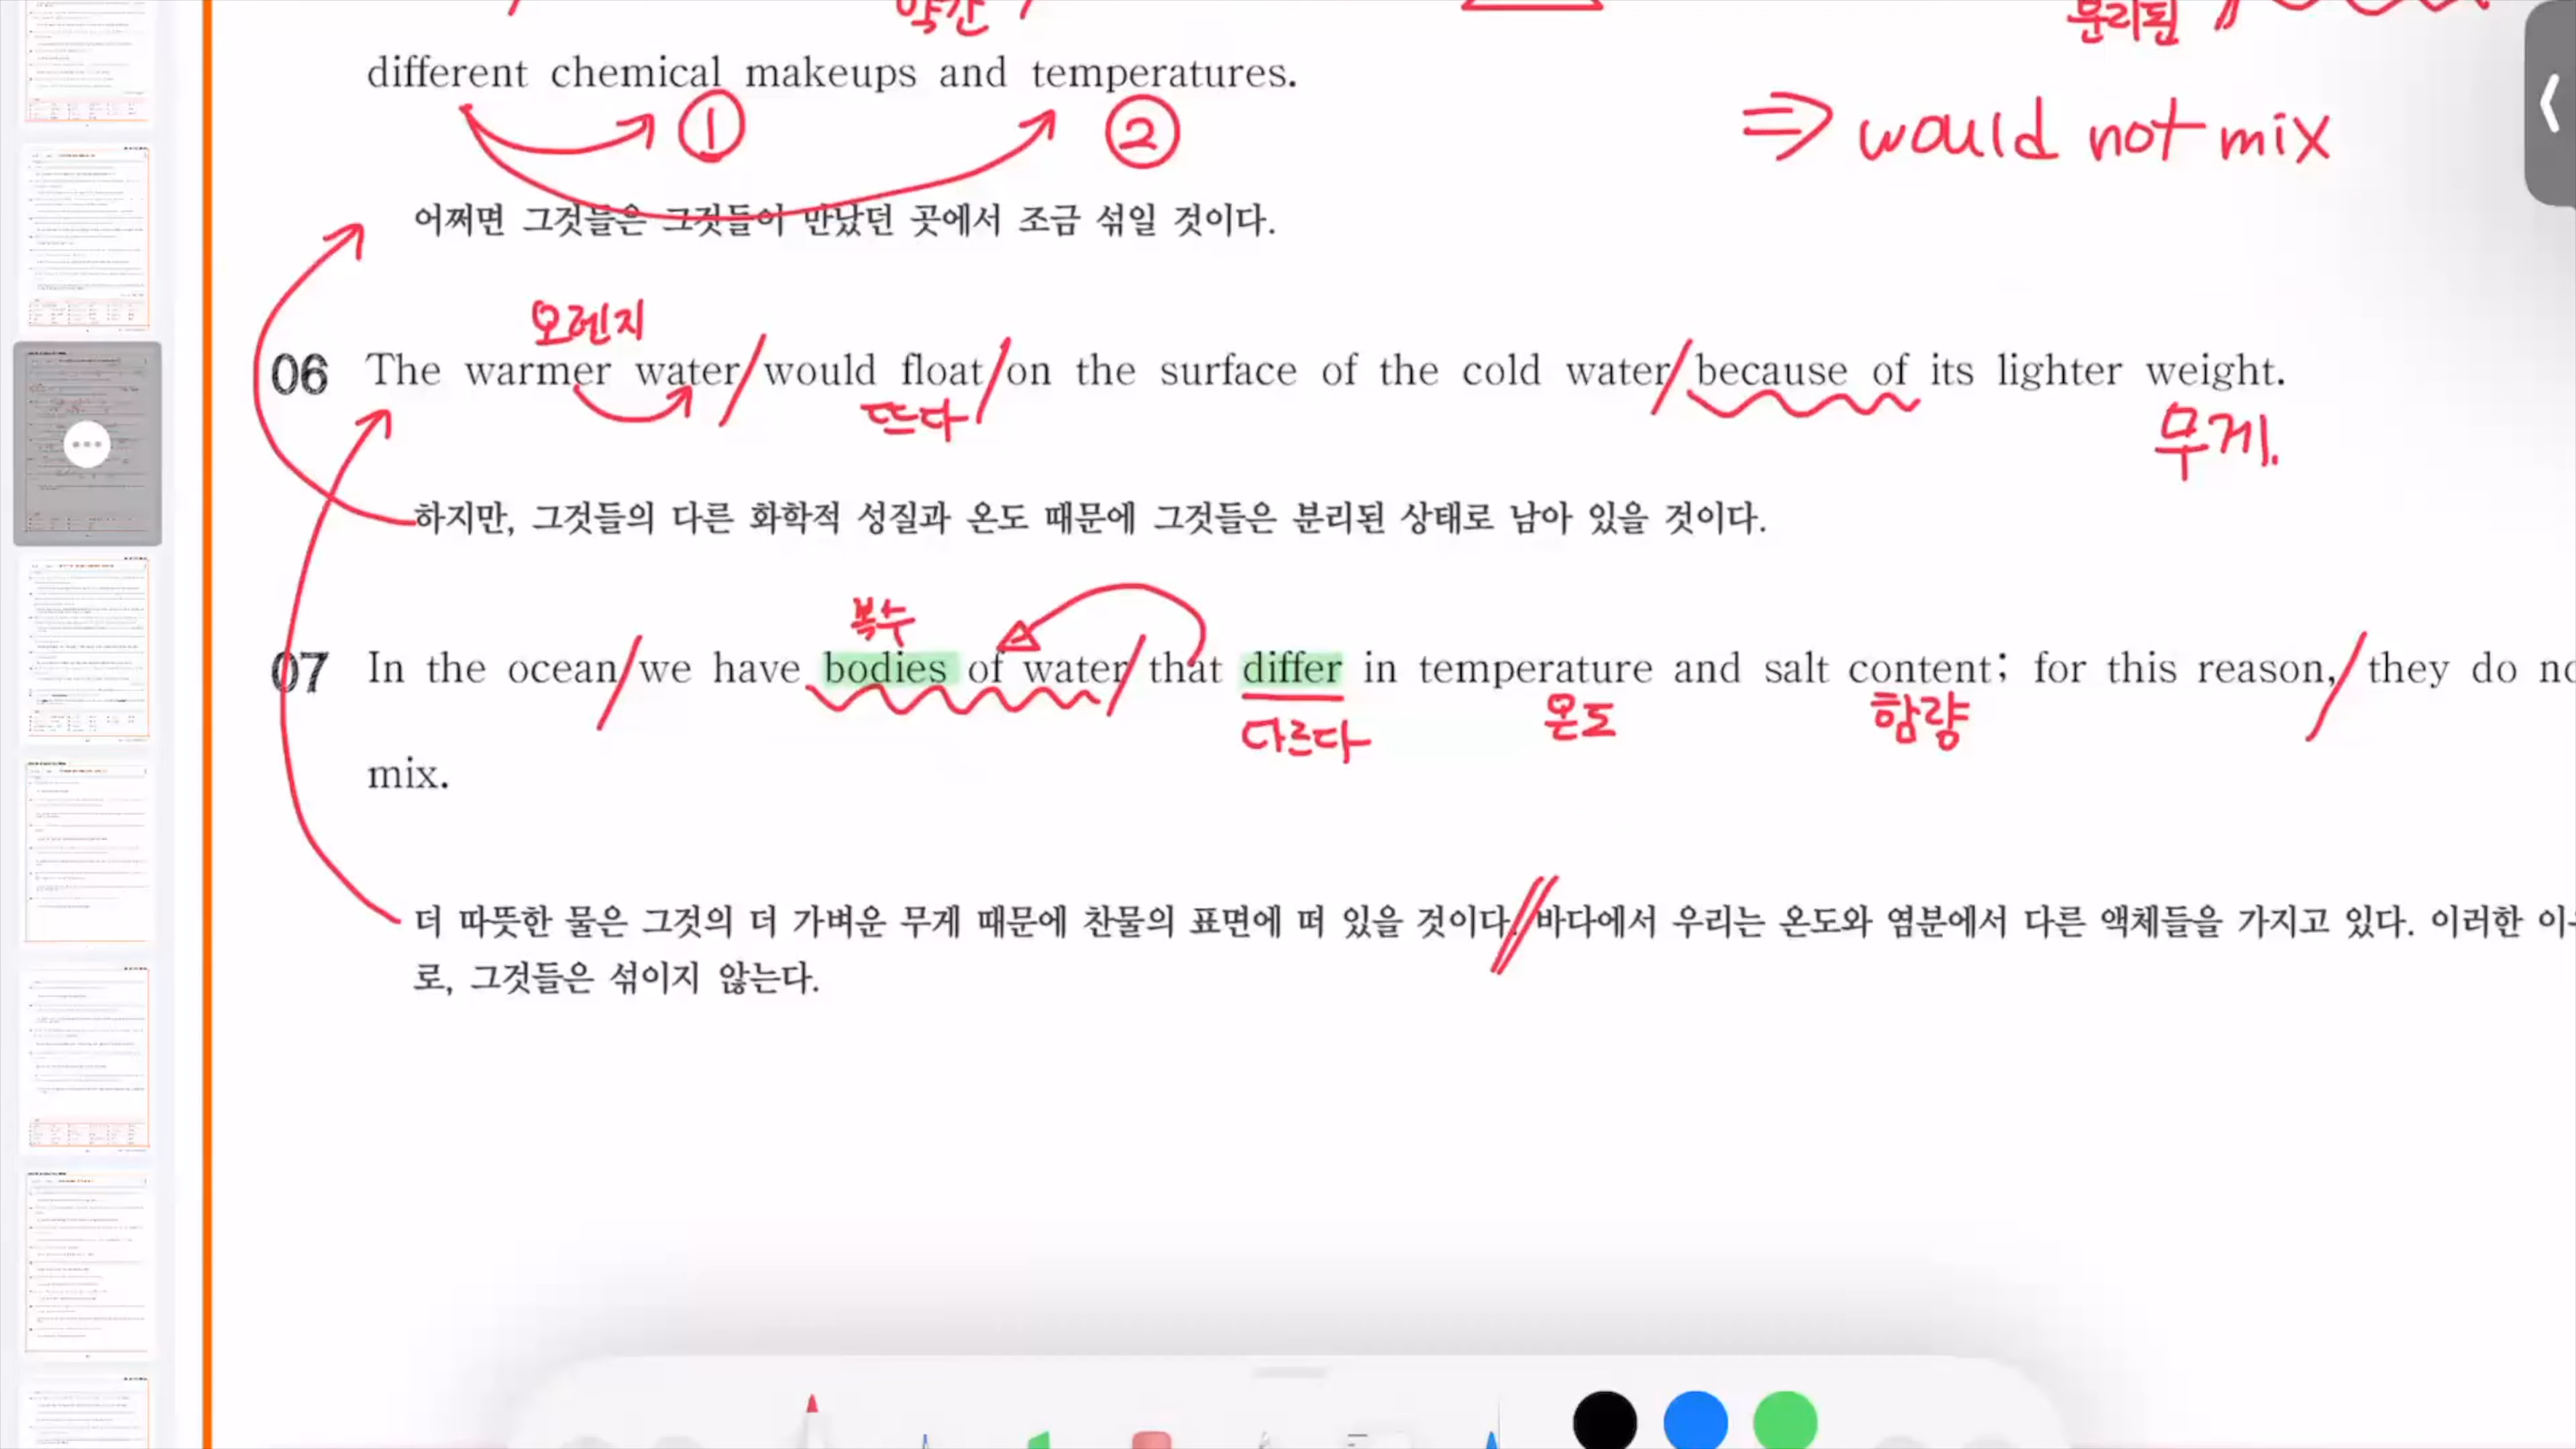 약간
분리된
different chemical makeups and temperatures.
① ②
⇒ would not mix
어쩌면 그것들은 그것들이 만났던 곳에서 조금 섞일 것이다.
오렌지
06 The warmer water/would float/on the surface of the cold water/because of its lighter weight.
뜨다
무게.
하지만, 그것들의 다른 화학적 성질과 온도 때문에 그것들은 분리된 상태로 남아 있을 것이다.
복수
07 In the ocean/we have bodies of water/that differ in temperature and salt content; for this reason,/they do no
다르다 온도 함량
mix.
더 따뜻한 물은 그것의 더 가벼운 무게 때문에 찬물의 표면에 떠 있을 것이다.//바다에서 우리는 온도와 염분에서 다른 액체들을 가지고 있다. 이러한 이
로, 그것들은 섞이지 않는다.